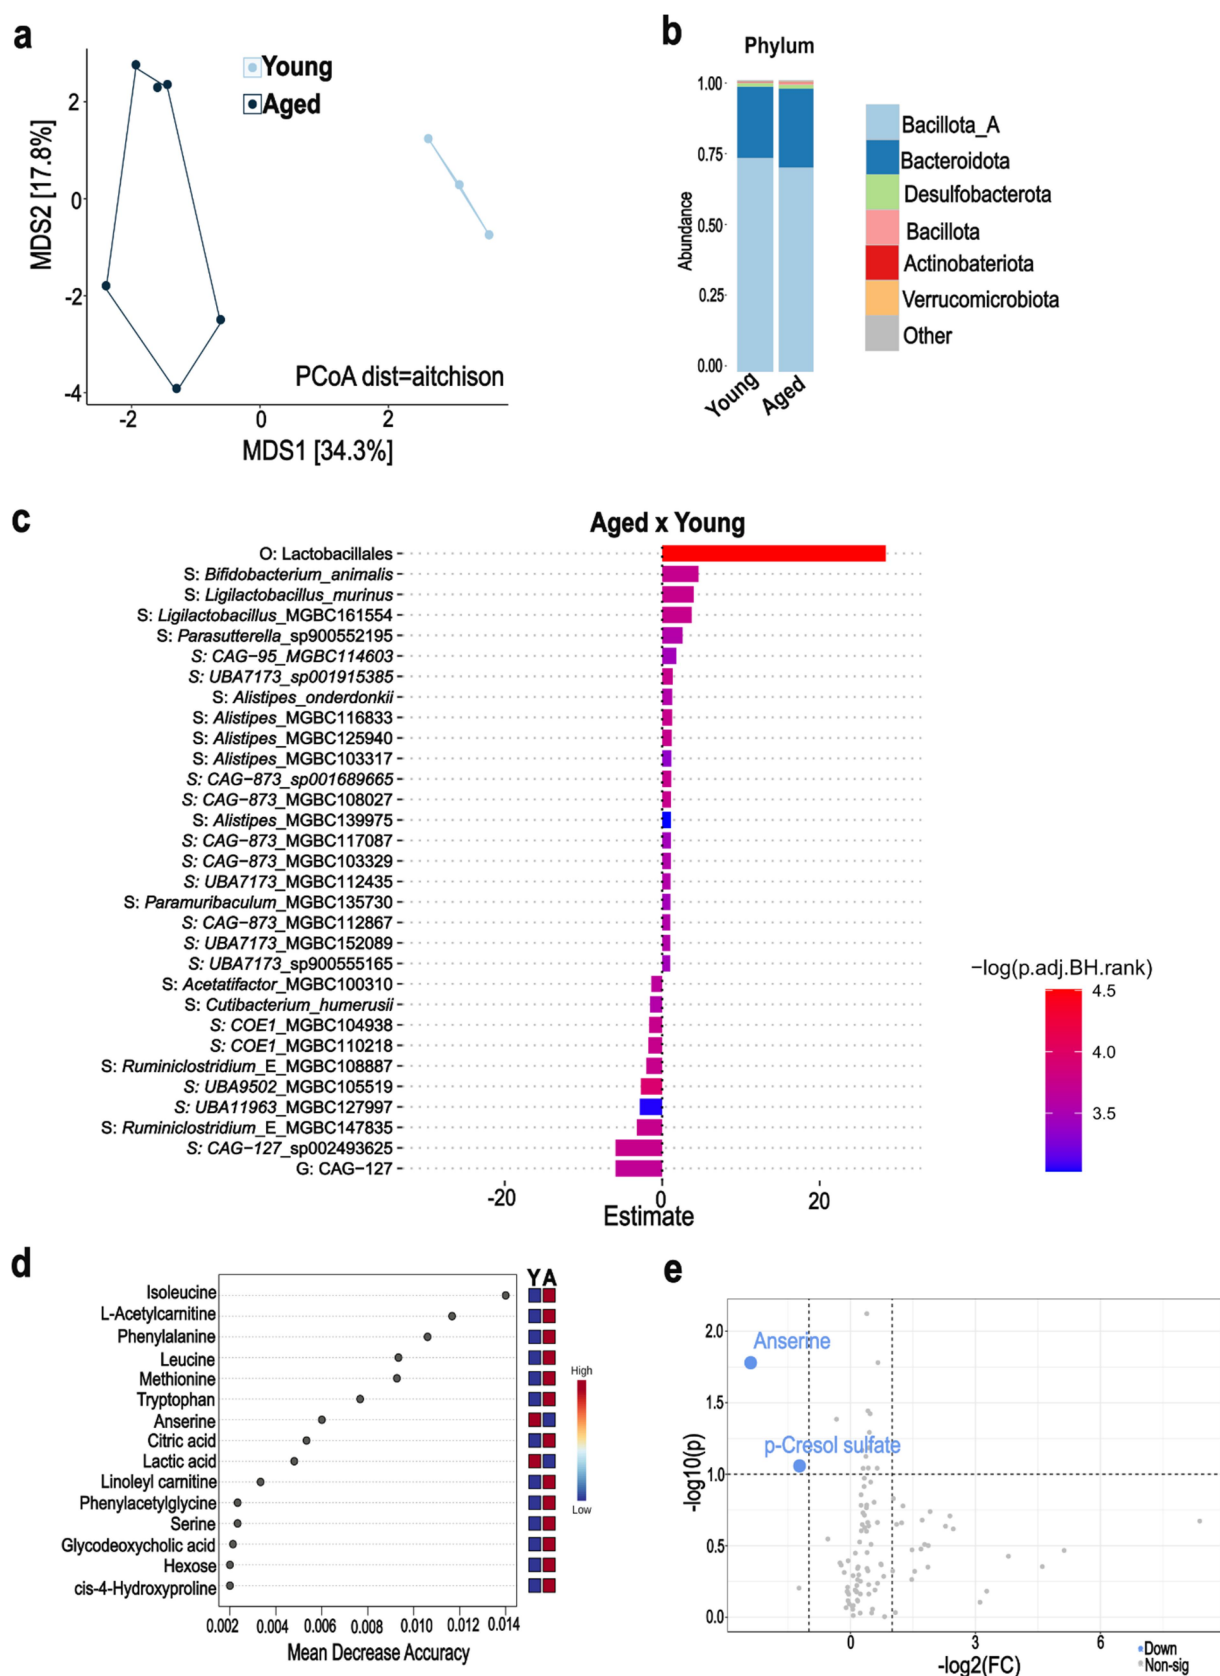 a
Young
Aged
MDS2 [17.8%]
2
0
-2
-4
-2
0
2
PCoA dist=aitchison
MDS1 [34.3%]
b
Phylum
Abundance
1.00
0.75
0.50
0.25
0.00
Young
Aged
Bacillota_A
Bacteroidota
Desulfobacterota
Bacillota
Actinobateriota
Verrucomicrobiota
Other
c
Aged x Young
O: Lactobacillales
S: Bifidobacterium_animalis
S: Ligilactobacillus_murinus
S: Ligilactobacillus_MGBC161554
S: Parasutterella_sp900552195
S: CAG-95_MGBC114603
S: UBA7173_sp001915385
S: Alistipes_onderdonkii
S: Alistipes_MGBC116833
S: Alistipes_MGBC125940
S: Alistipes_MGBC103317
S: CAG-873_sp001689665
S: CAG-873_MGBC108027
S: Alistipes_MGBC139975
S: CAG-873_MGBC117087
S: CAG-873_MGBC103329
S: UBA7173_MGBC112435
S: Paramuribaculum_MGBC135730
S: CAG-873_MGBC112867
S: UBA7173_MGBC152089
S: UBA7173_sp900555165
S: Acetatifactor_MGBC100310
S: Cutibacterium_humerusii
S: COE1_MGBC104938
S: COE1_MGBC110218
S: Ruminiclostridium_E_MGBC108887
S: UBA9502_MGBC105519
S: UBA11963_MGBC127997
S: Ruminiclostridium_E_MGBC147835
S: CAG-127_sp002493625
G: CAG-127
-20
0
20
Estimate
−log(p.adj.BH.rank)
4.5
4.0
3.5
d
Y A
Isoleucine
L-Acetylcarnitine
Phenylalanine
Leucine
Methionine
Tryptophan
Anserine
Citric acid
Lactic acid
Linoleyl carnitine
Phenylacetylglycine
Serine
Glycodeoxycholic acid
Hexose
cis-4-Hydroxyproline
0.002 0.004 0.006 0.008 0.010 0.012 0.014
Mean Decrease Accuracy
High
Low
e
-log10(p)
2.0
1.5
1.0
0.5
0.0
Anserine
p-Cresol sulfate
0
3
6
-log2(FC)
Down
Non-sig